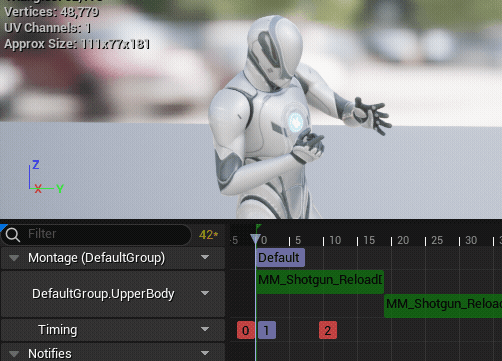 Vertices: 48,779
UV Channels: 1
Approx Size: 111x77x181
Z
X
Y
Filter
42*
-5 0 5 10 15 20 25 30
Montage (DefaultGroup)
Default
MM_Shotgun_Reload
DefaultGroup.UpperBody
MM_Shotgun_Reload
Timing
0 1 2
Notifies